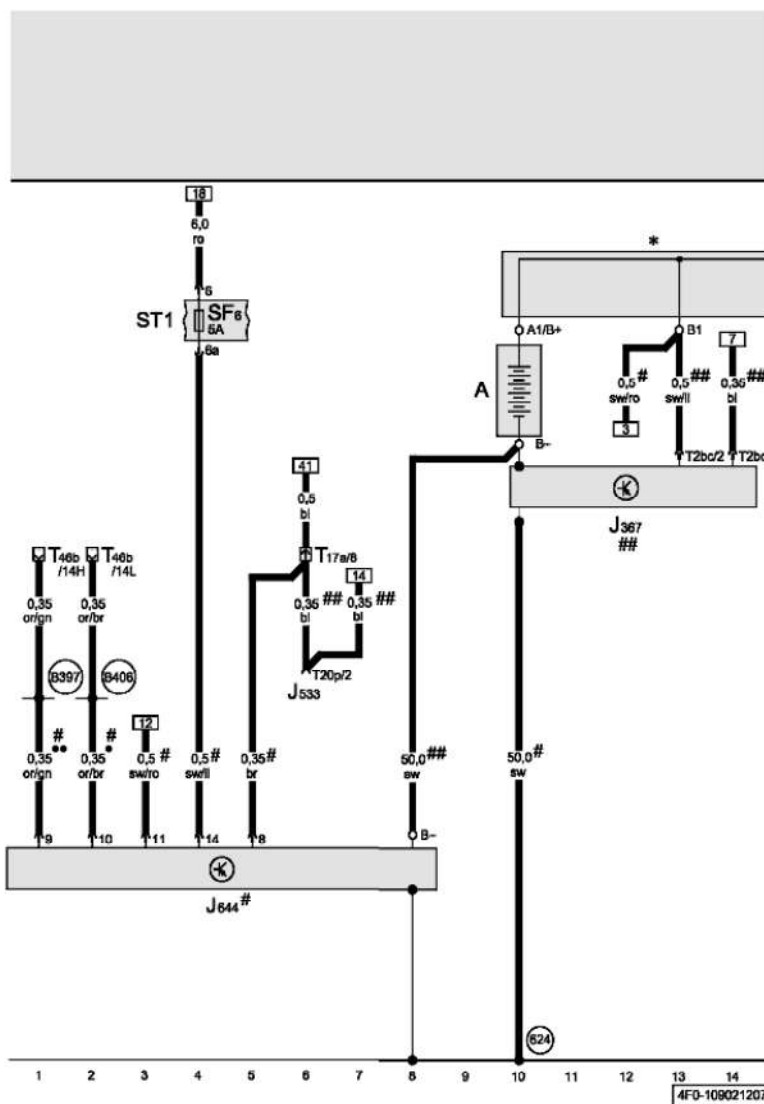 18
6,0
ro
6
ST1
SF6
5A
6a
*
A1/B+
B1
7
A
0,5 #
sw/ro
0,5 ##
sw/li
0,35 ##
bl
3
B-
T2bc/2
T2bc
J367
##
41
0,5
bl
T46b
/14H
T46b
/14L
T17a/8
14
0,35
or/gn
0,35
or/br
0,35 ##
bl
0,35 ##
bl
T20p/2
J533
B397
B406
12
#
••
#
•
0,35
or/gn
0,35
or/br
0,5 #
sw/ro
0,5 #
sw/li
0,35 #
br
50,0 ##
sw
50,0 #
sw
9
10
11
14
8
B-
J644 #
624
1 2 3 4 5 6 7 8 9 10 11 12 13 14
4F0-109021207